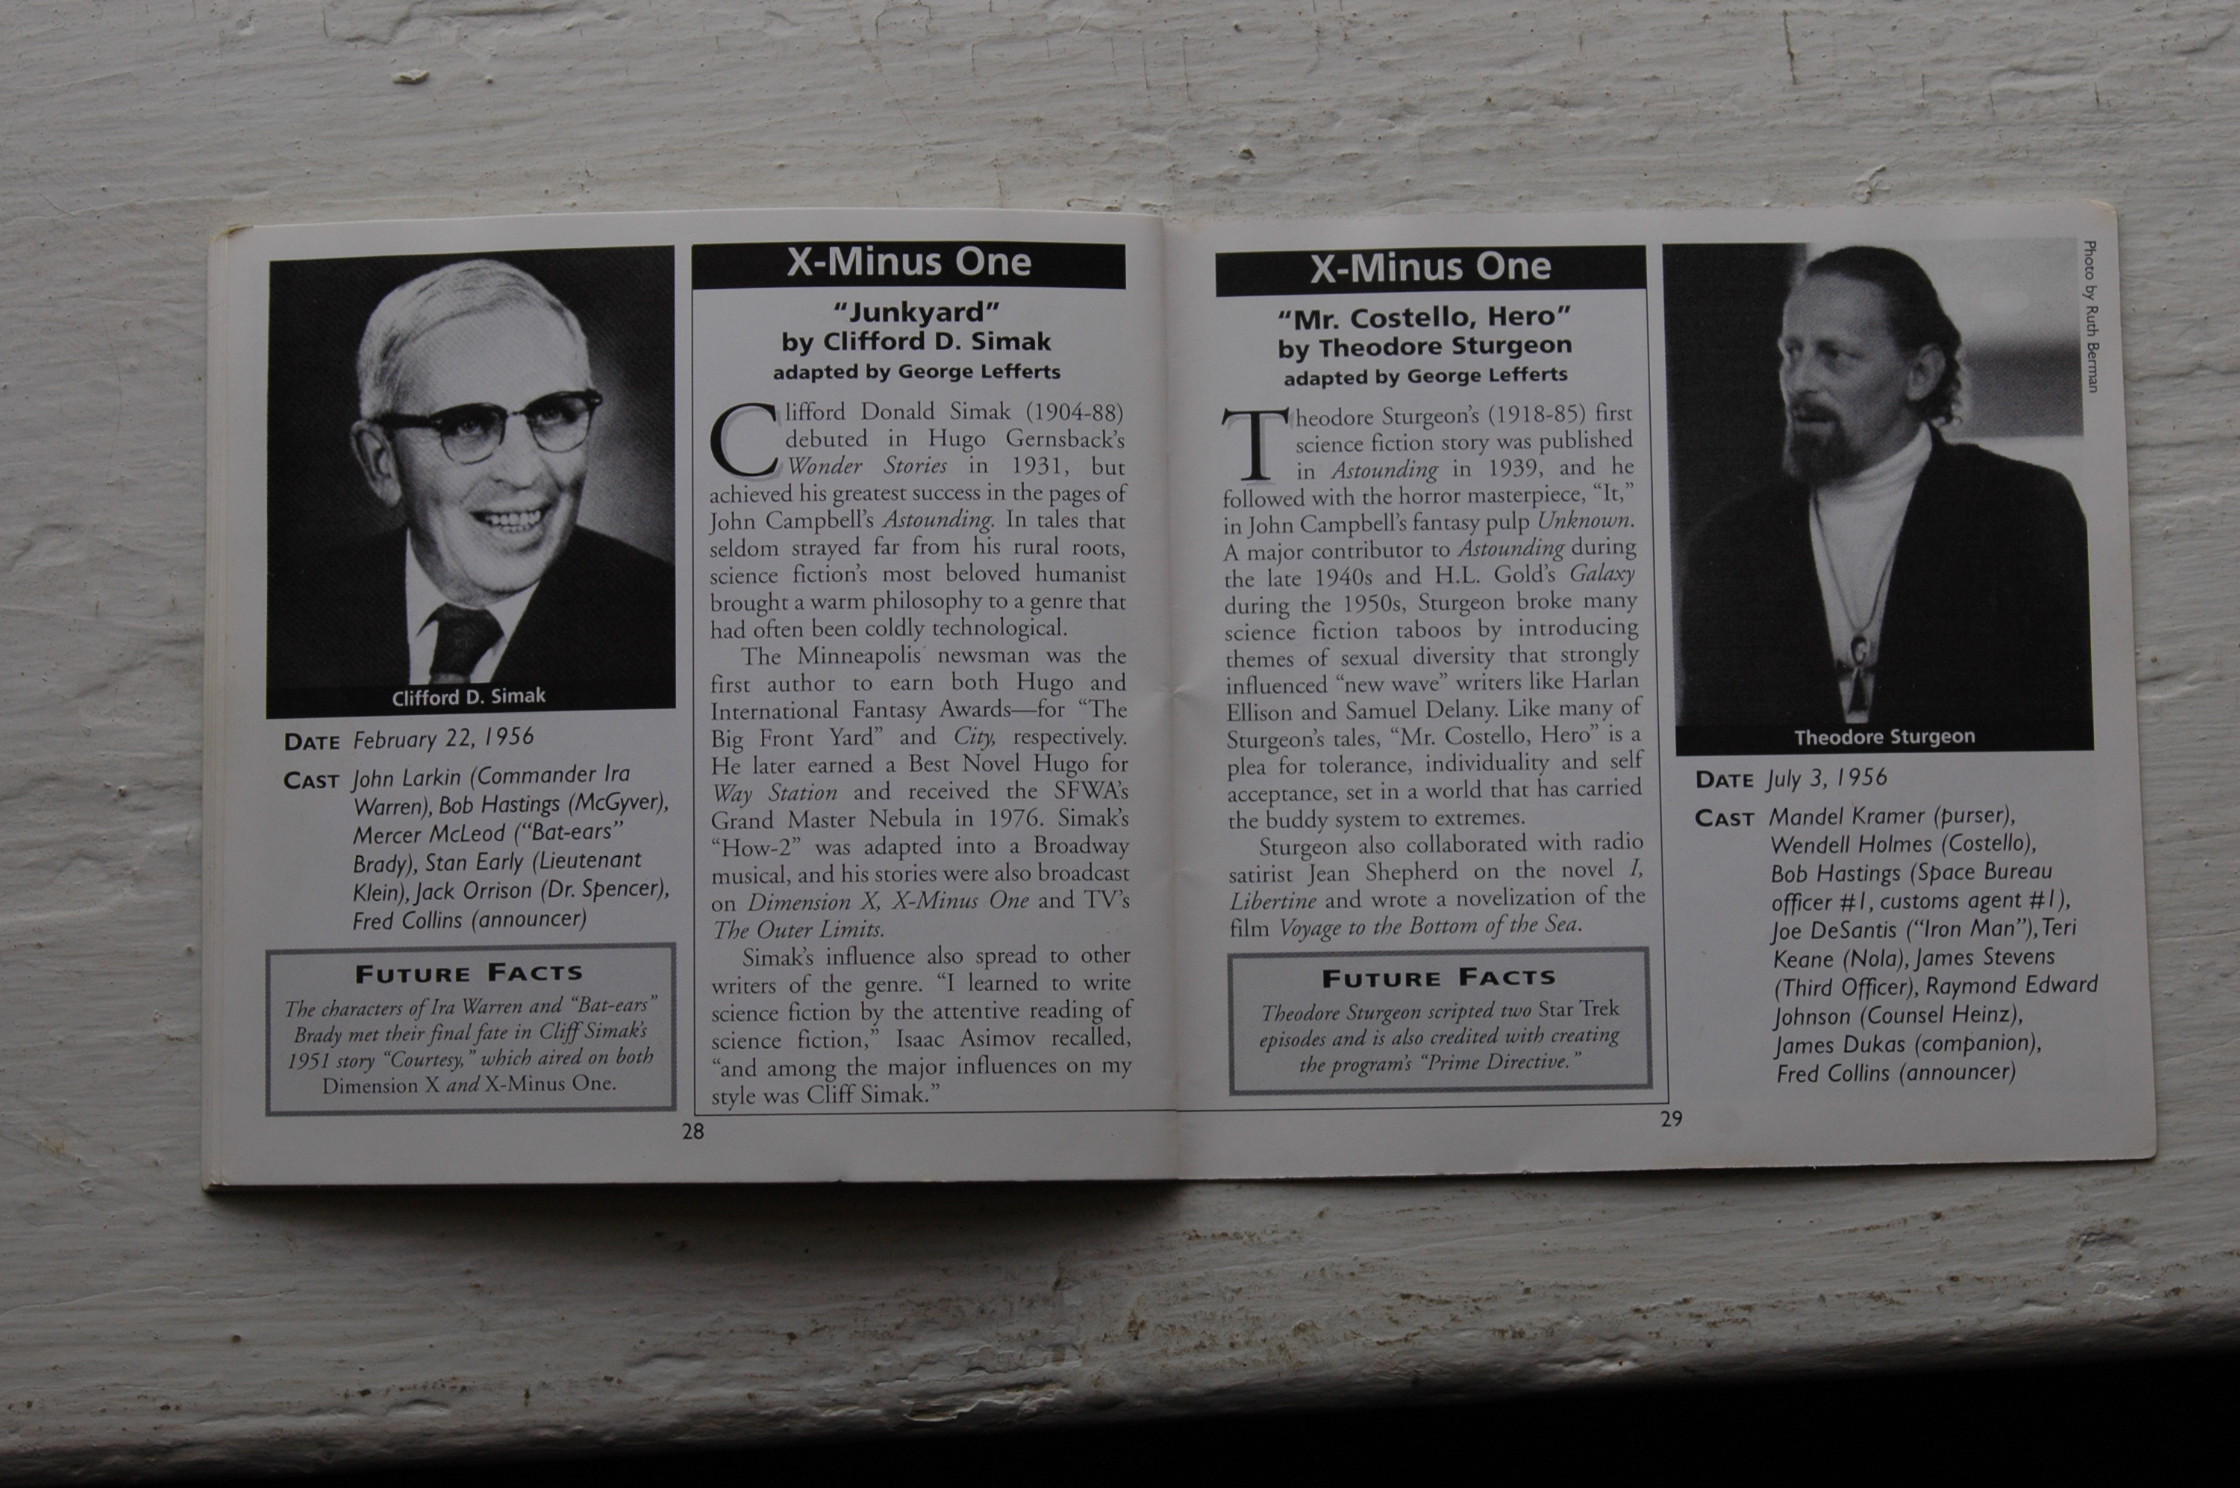 Clifford D. Simak
DATE February 22, 1956
CAST John Larkin (Commander Ira
Warren), Bob Hastings (McGyver),
Mercer McLeod ("Bat-ears"
Brady), Stan Early (Lieutenant
Klein), Jack Orrison (Dr. Spencer),
Fred Collins (announcer)
FUTURE FACTS
The characters of Ira Warren and "Bat-ears"
Brady met their final fate in Cliff Simak's
1951 story "Courtesy," which aired on both
Dimension X and X-Minus One.
X-Minus One
"Junkyard"
by Clifford D. Simak
adapted by George Lefferts
Clifford Donald Simak (1904-88)
debuted in Hugo Gernsback's
Wonder Stories in 1931, but
achieved his greatest success in the pages of
John Campbell's Astounding. In tales that
seldom strayed far from his rural roots,
science fiction's most beloved humanist
brought a warm philosophy to a genre that
had often been coldly technological.
The Minneapolis newsman was the
first author to earn both Hugo and
International Fantasy Awards—for "The
Big Front Yard" and City, respectively.
He later earned a Best Novel Hugo for
Way Station and received the SFWA's
Grand Master Nebula in 1976. Simak's
"How-2" was adapted into a Broadway
musical, and his stories were also broadcast
on Dimension X, X-Minus One and TV's
The Outer Limits.
Simak's influence also spread to other
writers of the genre. "I learned to write
science fiction by the attentive reading of
science fiction," Isaac Asimov recalled,
"and among the major influences on my
style was Cliff Simak."
28
X-Minus One
"Mr. Costello, Hero"
by Theodore Sturgeon
adapted by George Lefferts
Theodore Sturgeon's (1918-85) first
science fiction story was published
in Astounding in 1939, and he
followed with the horror masterpiece, "It,"
in John Campbell's fantasy pulp Unknown.
A major contributor to Astounding during
the late 1940s and H.L. Gold's Galaxy
during the 1950s, Sturgeon broke many
science fiction taboos by introducing
themes of sexual diversity that strongly
influenced "new wave" writers like Harlan
Ellison and Samuel Delany. Like many of
Sturgeon's tales, "Mr. Costello, Hero" is a
plea for tolerance, individuality and self
acceptance, set in a world that has carried
the buddy system to extremes.
Sturgeon also collaborated with radio
satirist Jean Shepherd on the novel I,
Libertine and wrote a novelization of the
film Voyage to the Bottom of the Sea.
FUTURE FACTS
Theodore Sturgeon scripted two Star Trek
episodes and is also credited with creating
the program's "Prime Directive."
29
Photo by Ruth Berman
Theodore Sturgeon
DATE July 3, 1956
CAST Mandel Kramer (purser),
Wendell Holmes (Costello),
Bob Hastings (Space Bureau
officer #1, customs agent #1),
Joe DeSantis ("Iron Man"), Teri
Keane (Nola), James Stevens
(Third Officer), Raymond Edward
Johnson (Counsel Heinz),
James Dukas (companion),
Fred Collins (announcer)